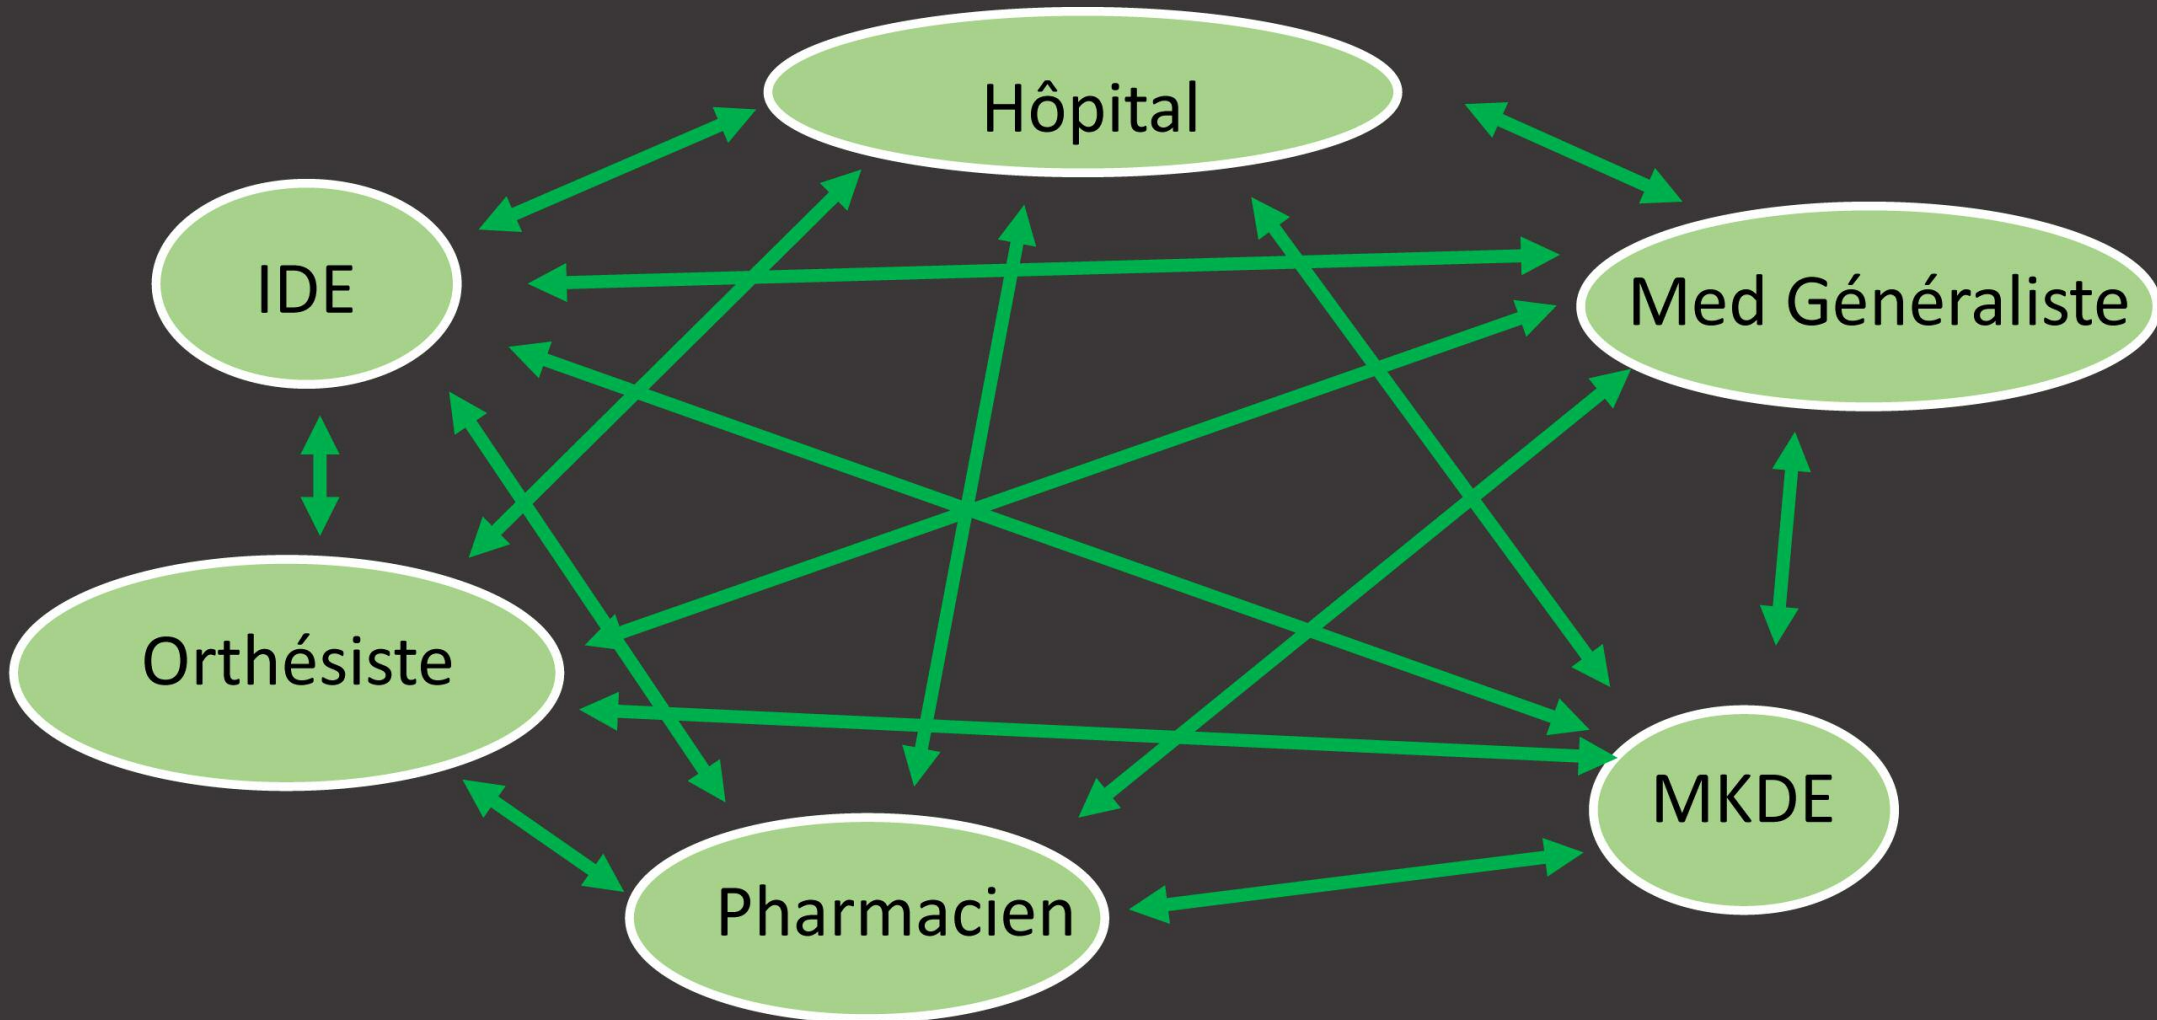 Hôpital
IDE
Med Généraliste
Orthésiste
MKDE
Pharmacien